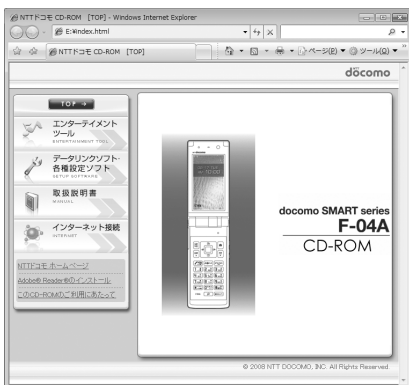 NTTドコモ CD-ROM [TOP] - Windows Internet Explorer
E:¥index.html
NTTドコモ CD-ROM [TOP]
ページ(P) ツール(O)
döcomo
TOP
エンターテイメント
ツール
ENTERTAINMENT TOOL
データリンクソフト・
各種設定ソフト
SETUP SOFTWARE
取扱説明書
MANUAL
インターネット接続
INTERNET
NTTドコモ ホームページ
Adobe® Reader®のインストール
このCD-ROMのご利用にあたって
docomo SMART series
F-04A
CD-ROM
© 2008 NTT DOCOMO, INC. All Rights Reserved.